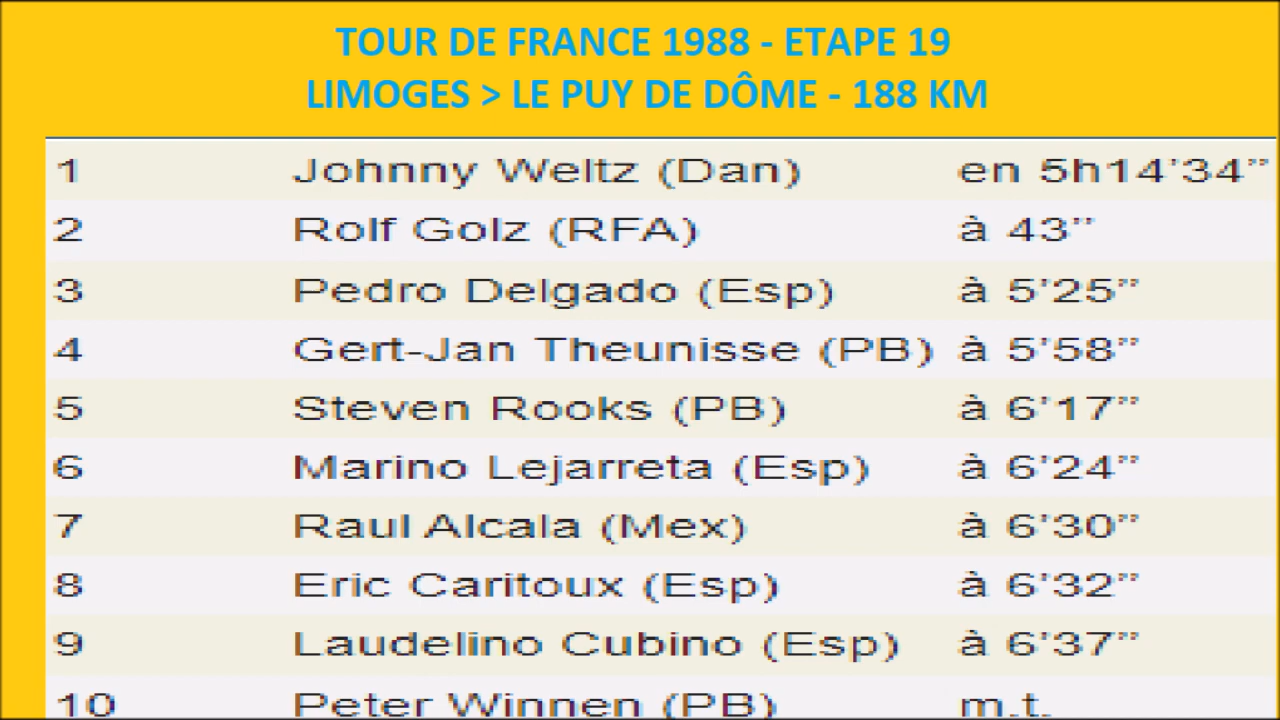 TOUR DE FRANCE 1988 - ETAPE 19
LIMOGES > LE PUY DE DÔME - 188 KM
1 Johnny Weltz (Dan) en 5h14'34''
2 Rolf Golz (RFA) à 43''
3 Pedro Delgado (Esp) à 5'25''
4 Gert-Jan Theunisse (PB) à 5'58''
5 Steven Rooks (PB) à 6'17''
6 Marino Lejarreta (Esp) à 6'24''
7 Raul Alcala (Mex) à 6'30''
8 Eric Caritoux (Esp) à 6'32''
9 Laudelino Cubino (Esp) à 6'37''
10 Peter Winnen (PB) m.t.